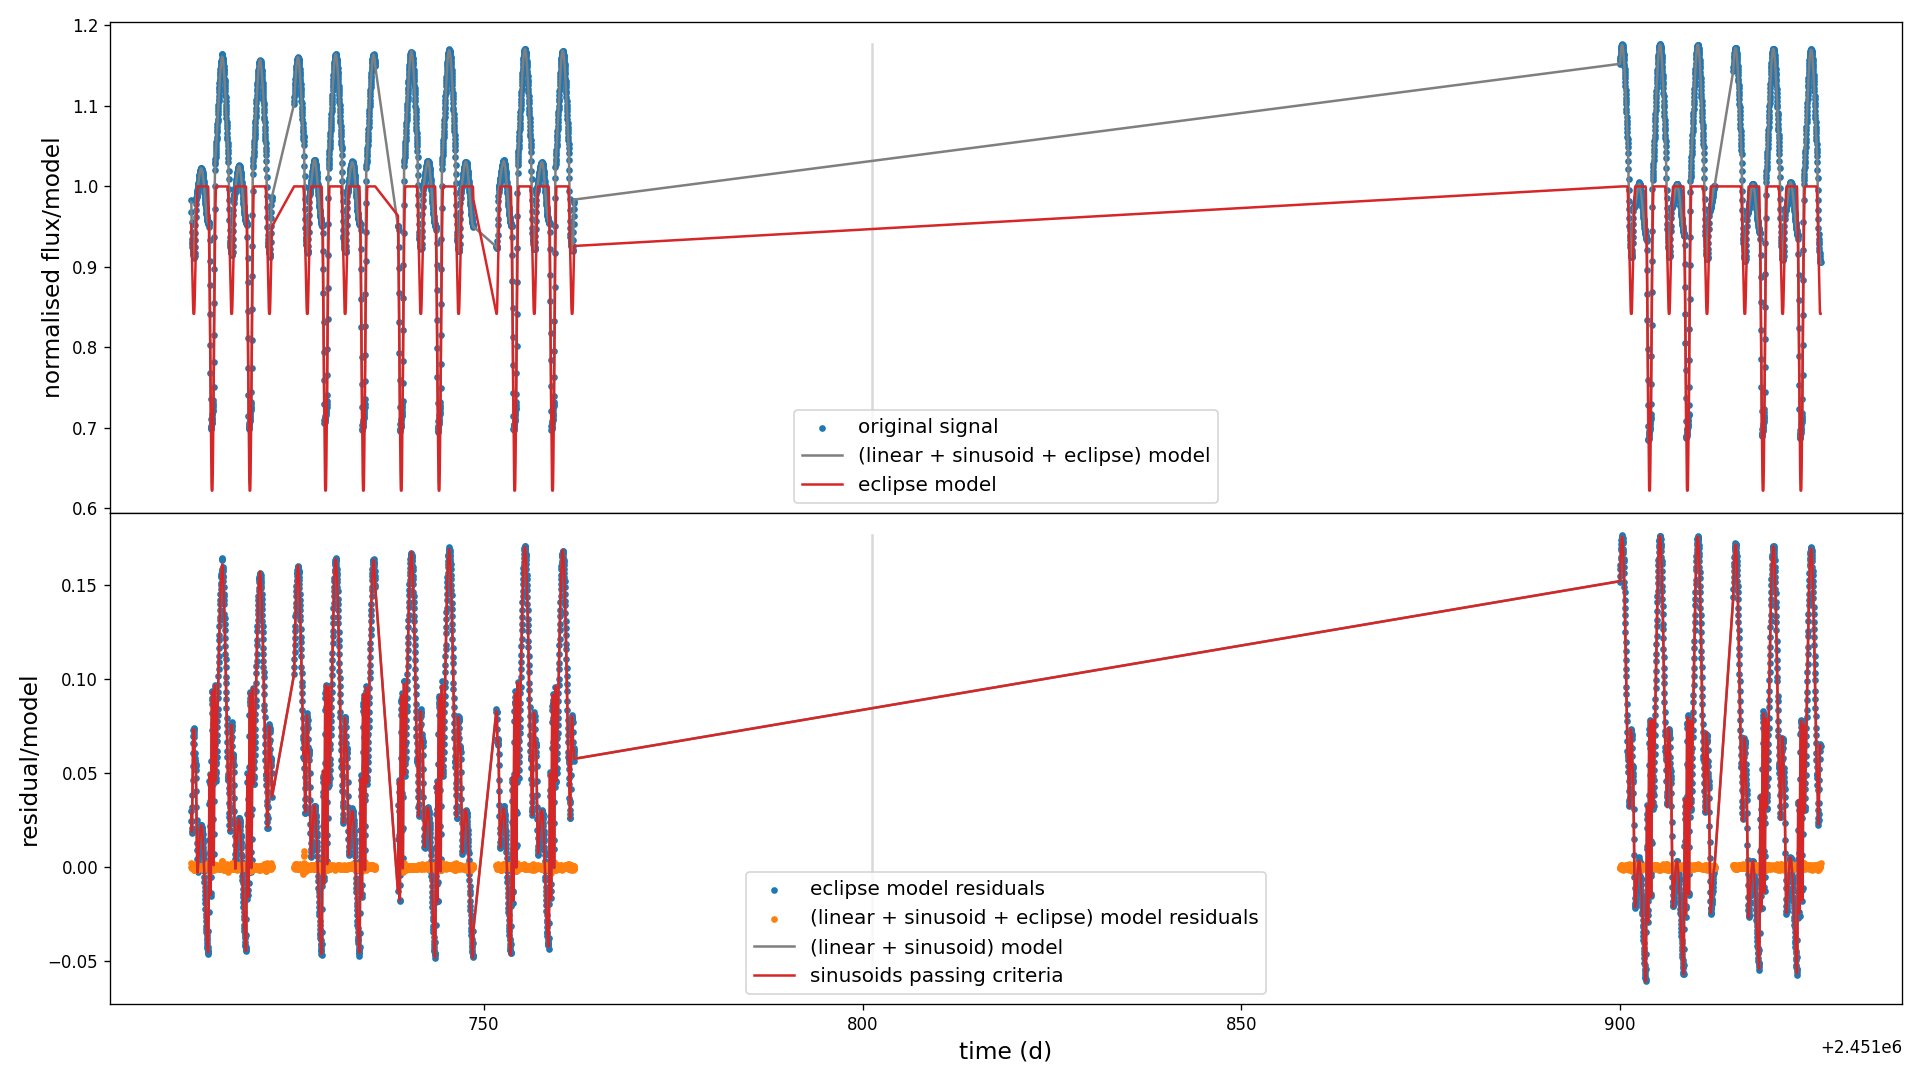 1.2
1.1
1.0
0.9
0.8
0.7
0.6
normalised flux/model
original signal
(linear + sinusoid + eclipse) model
eclipse model
0.15
0.10
0.05
0.00
−0.05
residual/model
eclipse model residuals
(linear + sinusoid + eclipse) model residuals
(linear + sinusoid) model
sinusoids passing criteria
750
800
850
900
time (d)
+2.451e6